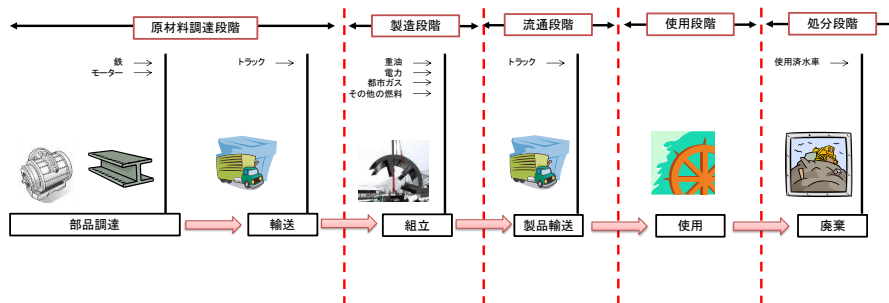 原材料調達段階
製造段階
流通段階
使用段階
処分段階
鉄
モーター
トラック
重油
電力
都市ガス
その他の燃料
トラック
使用済水車
部品調達
輸送
組立
製品輸送
使用
廃棄